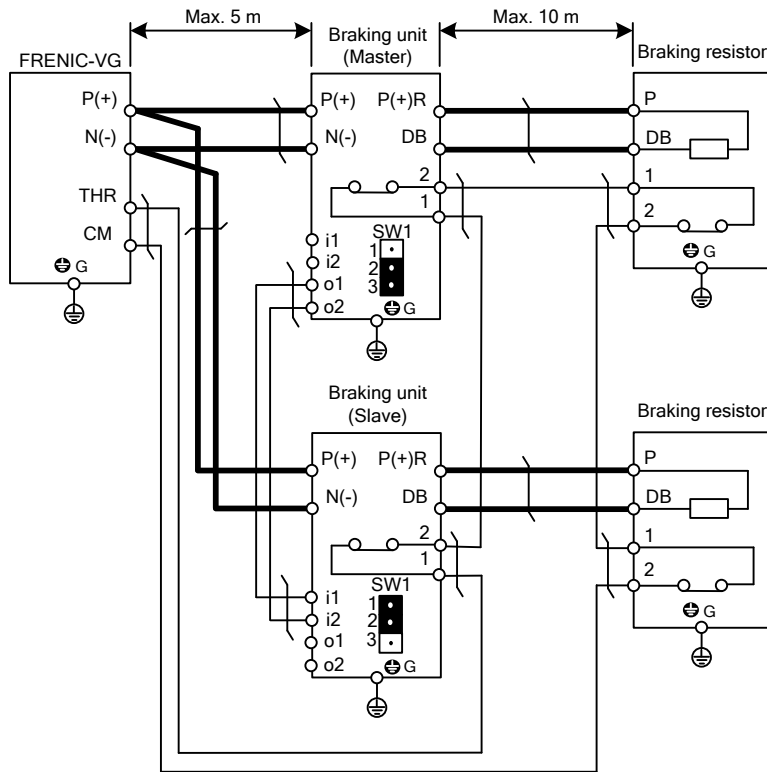 Max. 5 m
Max. 10 m
FRENIC-VG
P(+)
N(-)
THR
CM
G
Braking unit
(Master)
P(+)
P(+)R
N(-)
DB
2
1
i1
i2
o1
o2
SW1
1
2
3
G
Braking resistor
P
DB
1
2
G
Braking unit
(Slave)
P(+)
P(+)R
N(-)
DB
2
1
i1
i2
o1
o2
SW1
1
2
3
G
Braking resistor
P
DB
1
2
G